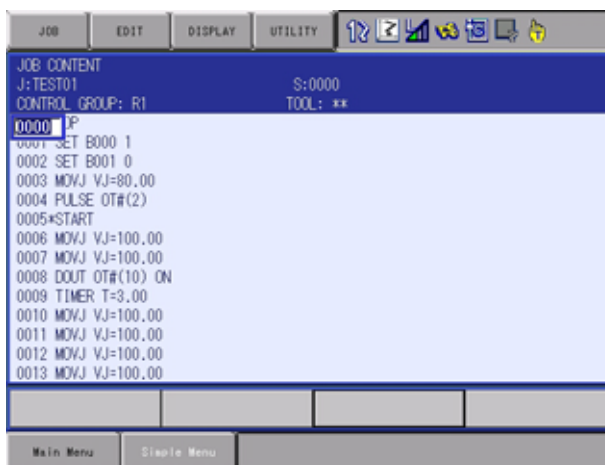 JOB EDIT DISPLAY UTILITY
JOB CONTENT
J:TEST01 S:0000
CONTROL GROUP: R1 TOOL: **
0000 OP
0001 SET B000 1
0002 SET B001 0
0003 MOVJ VJ=80.00
0004 PULSE OT#(2)
0005*START
0006 MOVJ VJ=100.00
0007 MOVJ VJ=100.00
0008 DOUT OT#(10) ON
0009 TIMER T=3.00
0010 MOVJ VJ=100.00
0011 MOVJ VJ=100.00
0012 MOVJ VJ=100.00
0013 MOVJ VJ=100.00
Main Menu Simple Menu